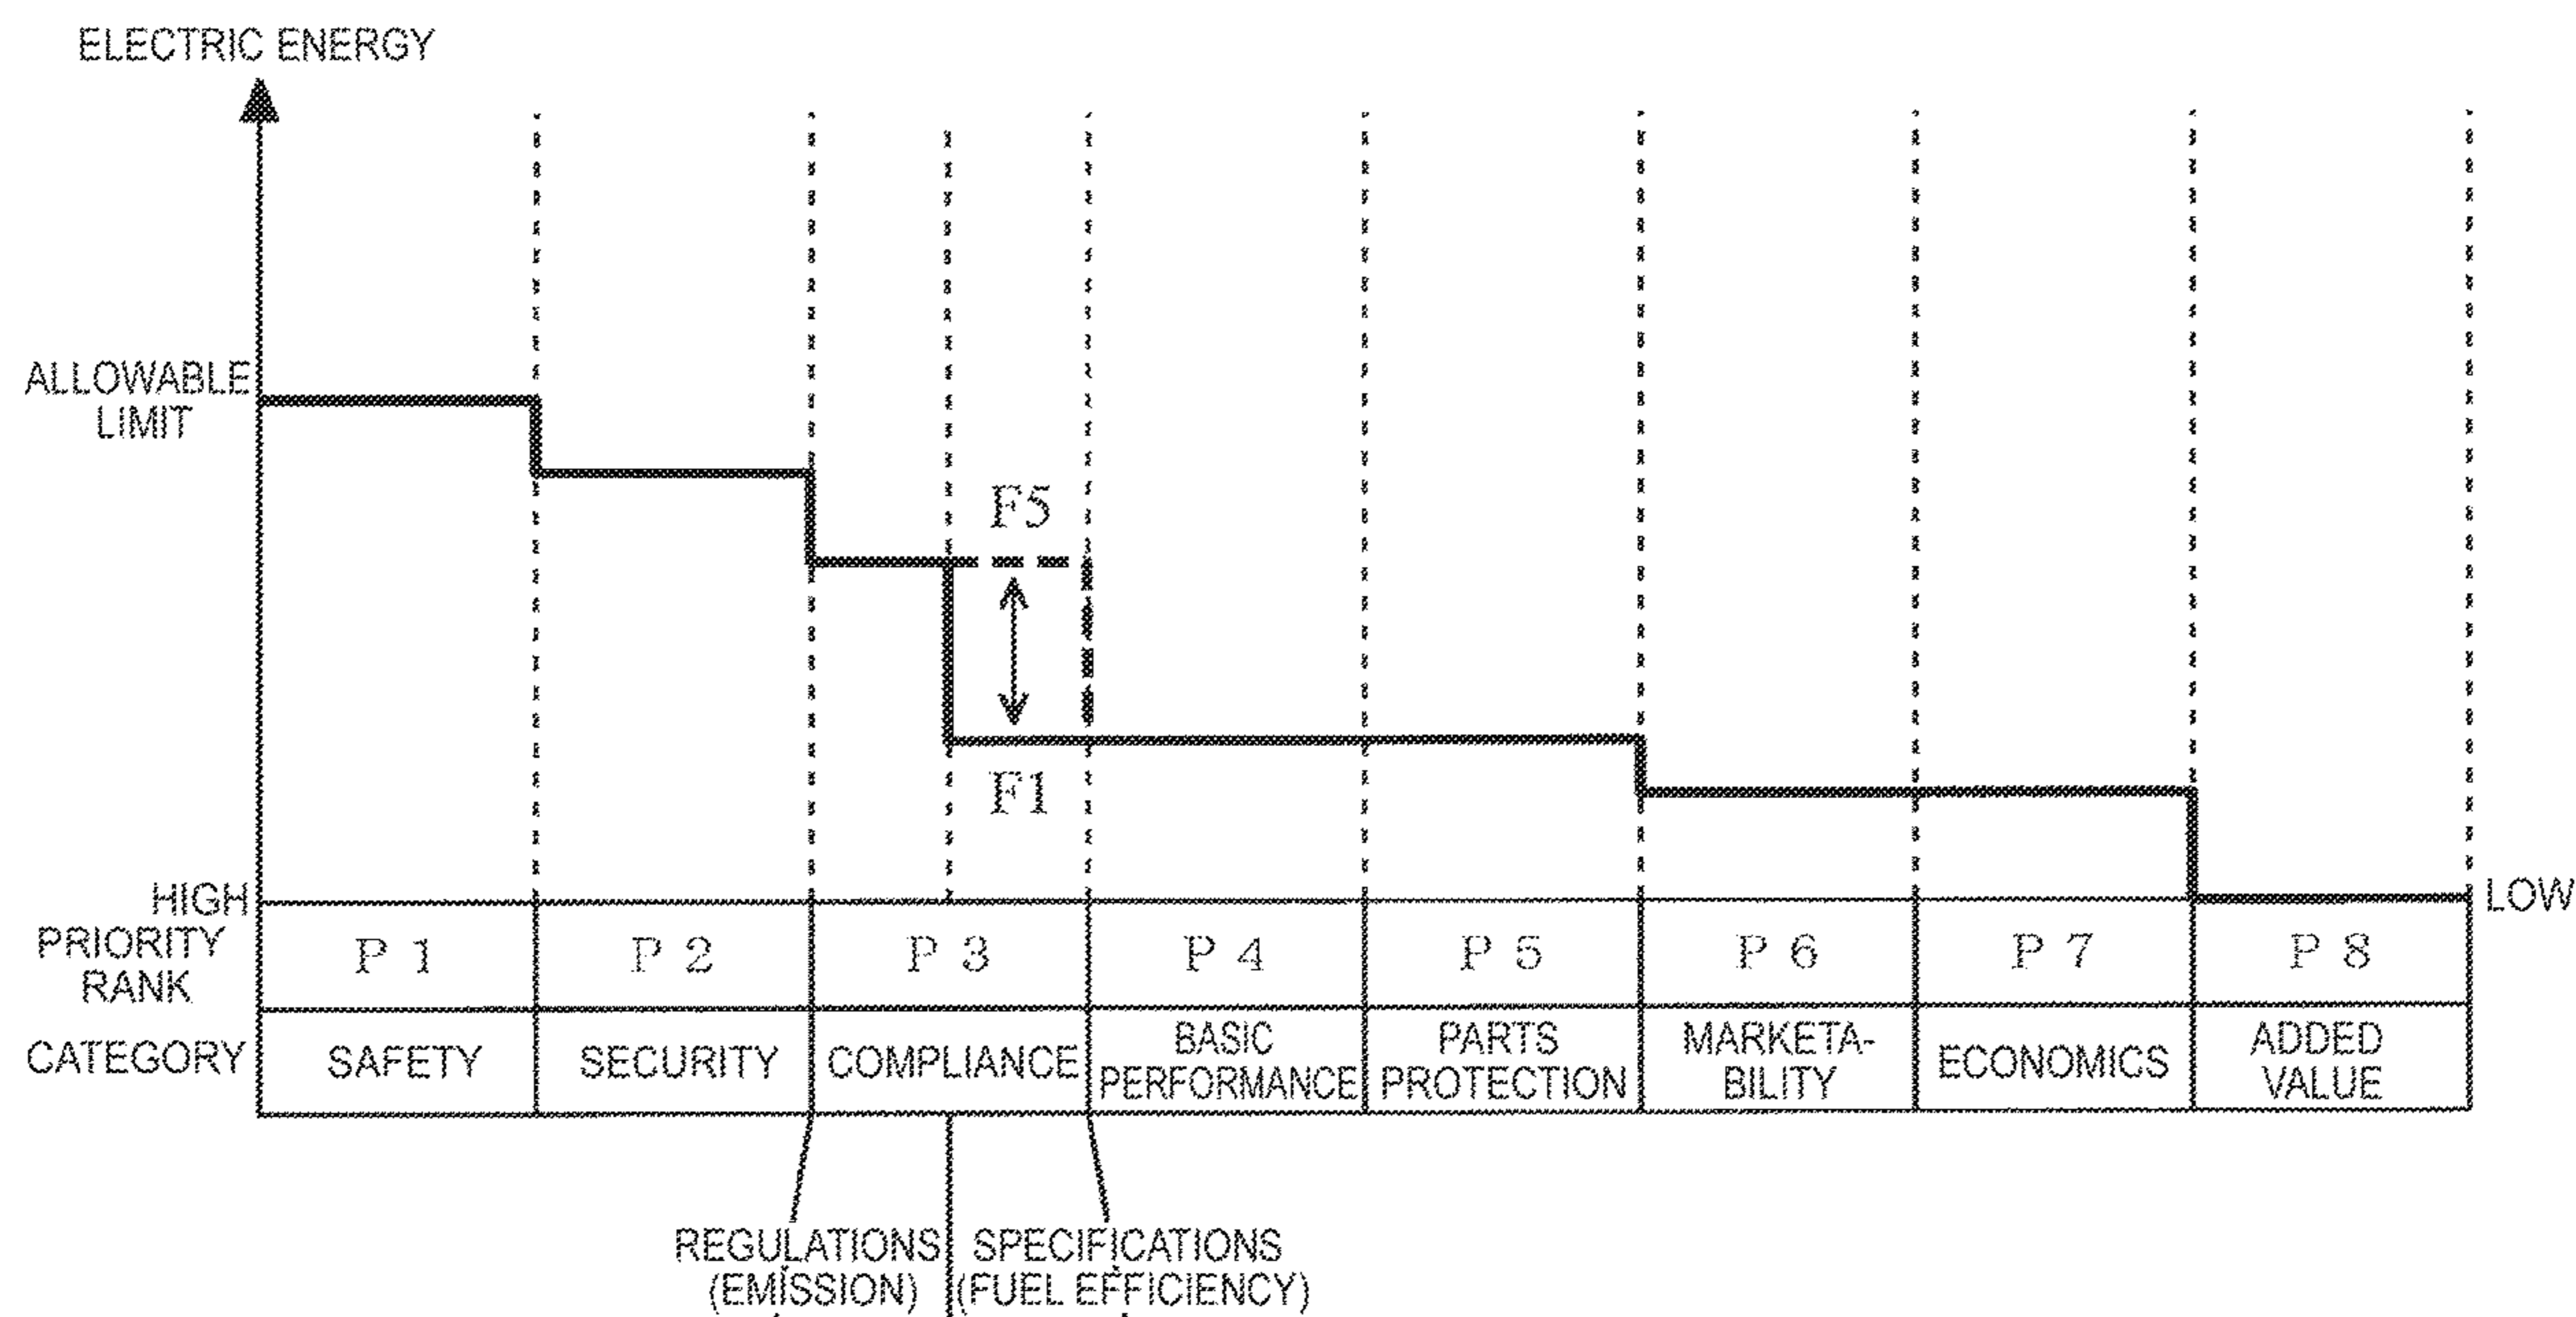 ELECTRIC ENERGY
ALLOWABLE
LIMIT
F5
F1
HIGH
LOW
PRIORITY
RANK
P 1
P 2
P 3
P 4
P 5
P 6
P 7
P 8
CATEGORY
SAFETY
SECURITY
COMPLIANCE
BASIC
PERFORMANCE
PARTS
PROTECTION
MARKETA-
BILITY
ECONOMICS
ADDED
VALUE
REGULATIONS
(EMISSION)
SPECIFICATIONS
(FUEL EFFICIENCY)